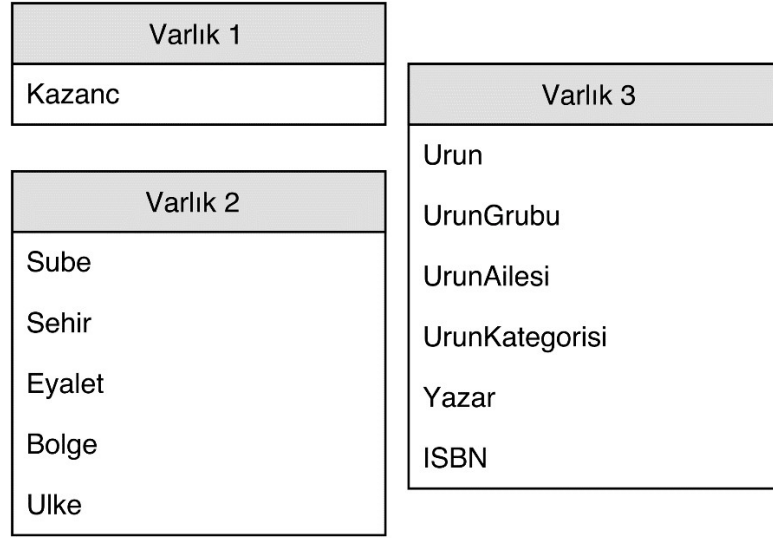 Varlık 1
Kazanc
Varlık 2
Sube
Sehir
Eyalet
Bolge
Ulke
Varlık 3
Urun
UrunGrubu
UrunAilesi
UrunKategorisi
Yazar
ISBN